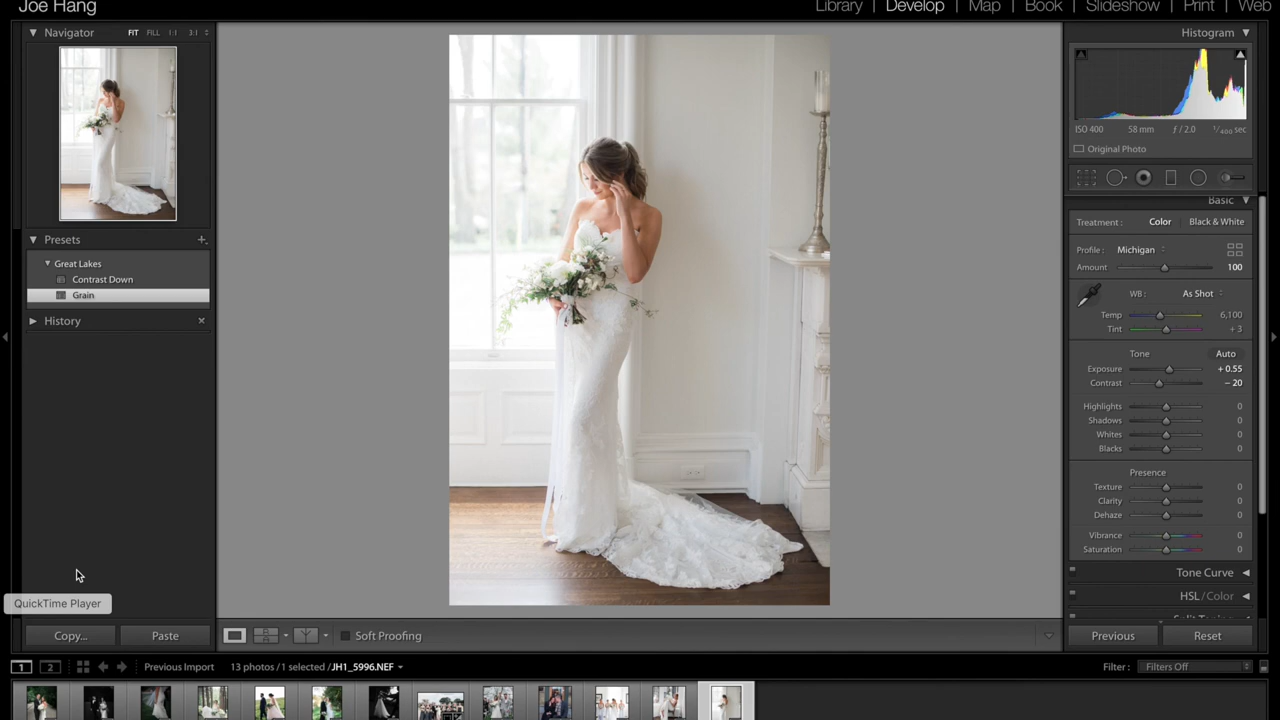 Joe Hang
Library | Develop | Map | Book | Slideshow | Print | Web
Navigator FIT FILL 1:1 3:1
Presets
Great Lakes
Contrast Down
Grain
History
QuickTime Player
Copy... Paste
Soft Proofing
Histogram
ISO 400 58 mm ƒ / 2.0 1/400 sec
Original Photo
Basic
Treatment : Color Black & White
Profile : Michigan
Amount 100
WB : As Shot
Temp 6,100
Tint + 3
Tone Auto
Exposure + 0.55
Contrast − 20
Highlights 0
Shadows 0
Whites 0
Blacks 0
Presence
Texture 0
Clarity 0
Dehaze 0
Vibrance 0
Saturation 0
Tone Curve
HSL / Color
Split Toning
Previous Reset
1 2 Previous Import 13 photos / 1 selected / JH1_5996.NEF
Filter : Filters Off